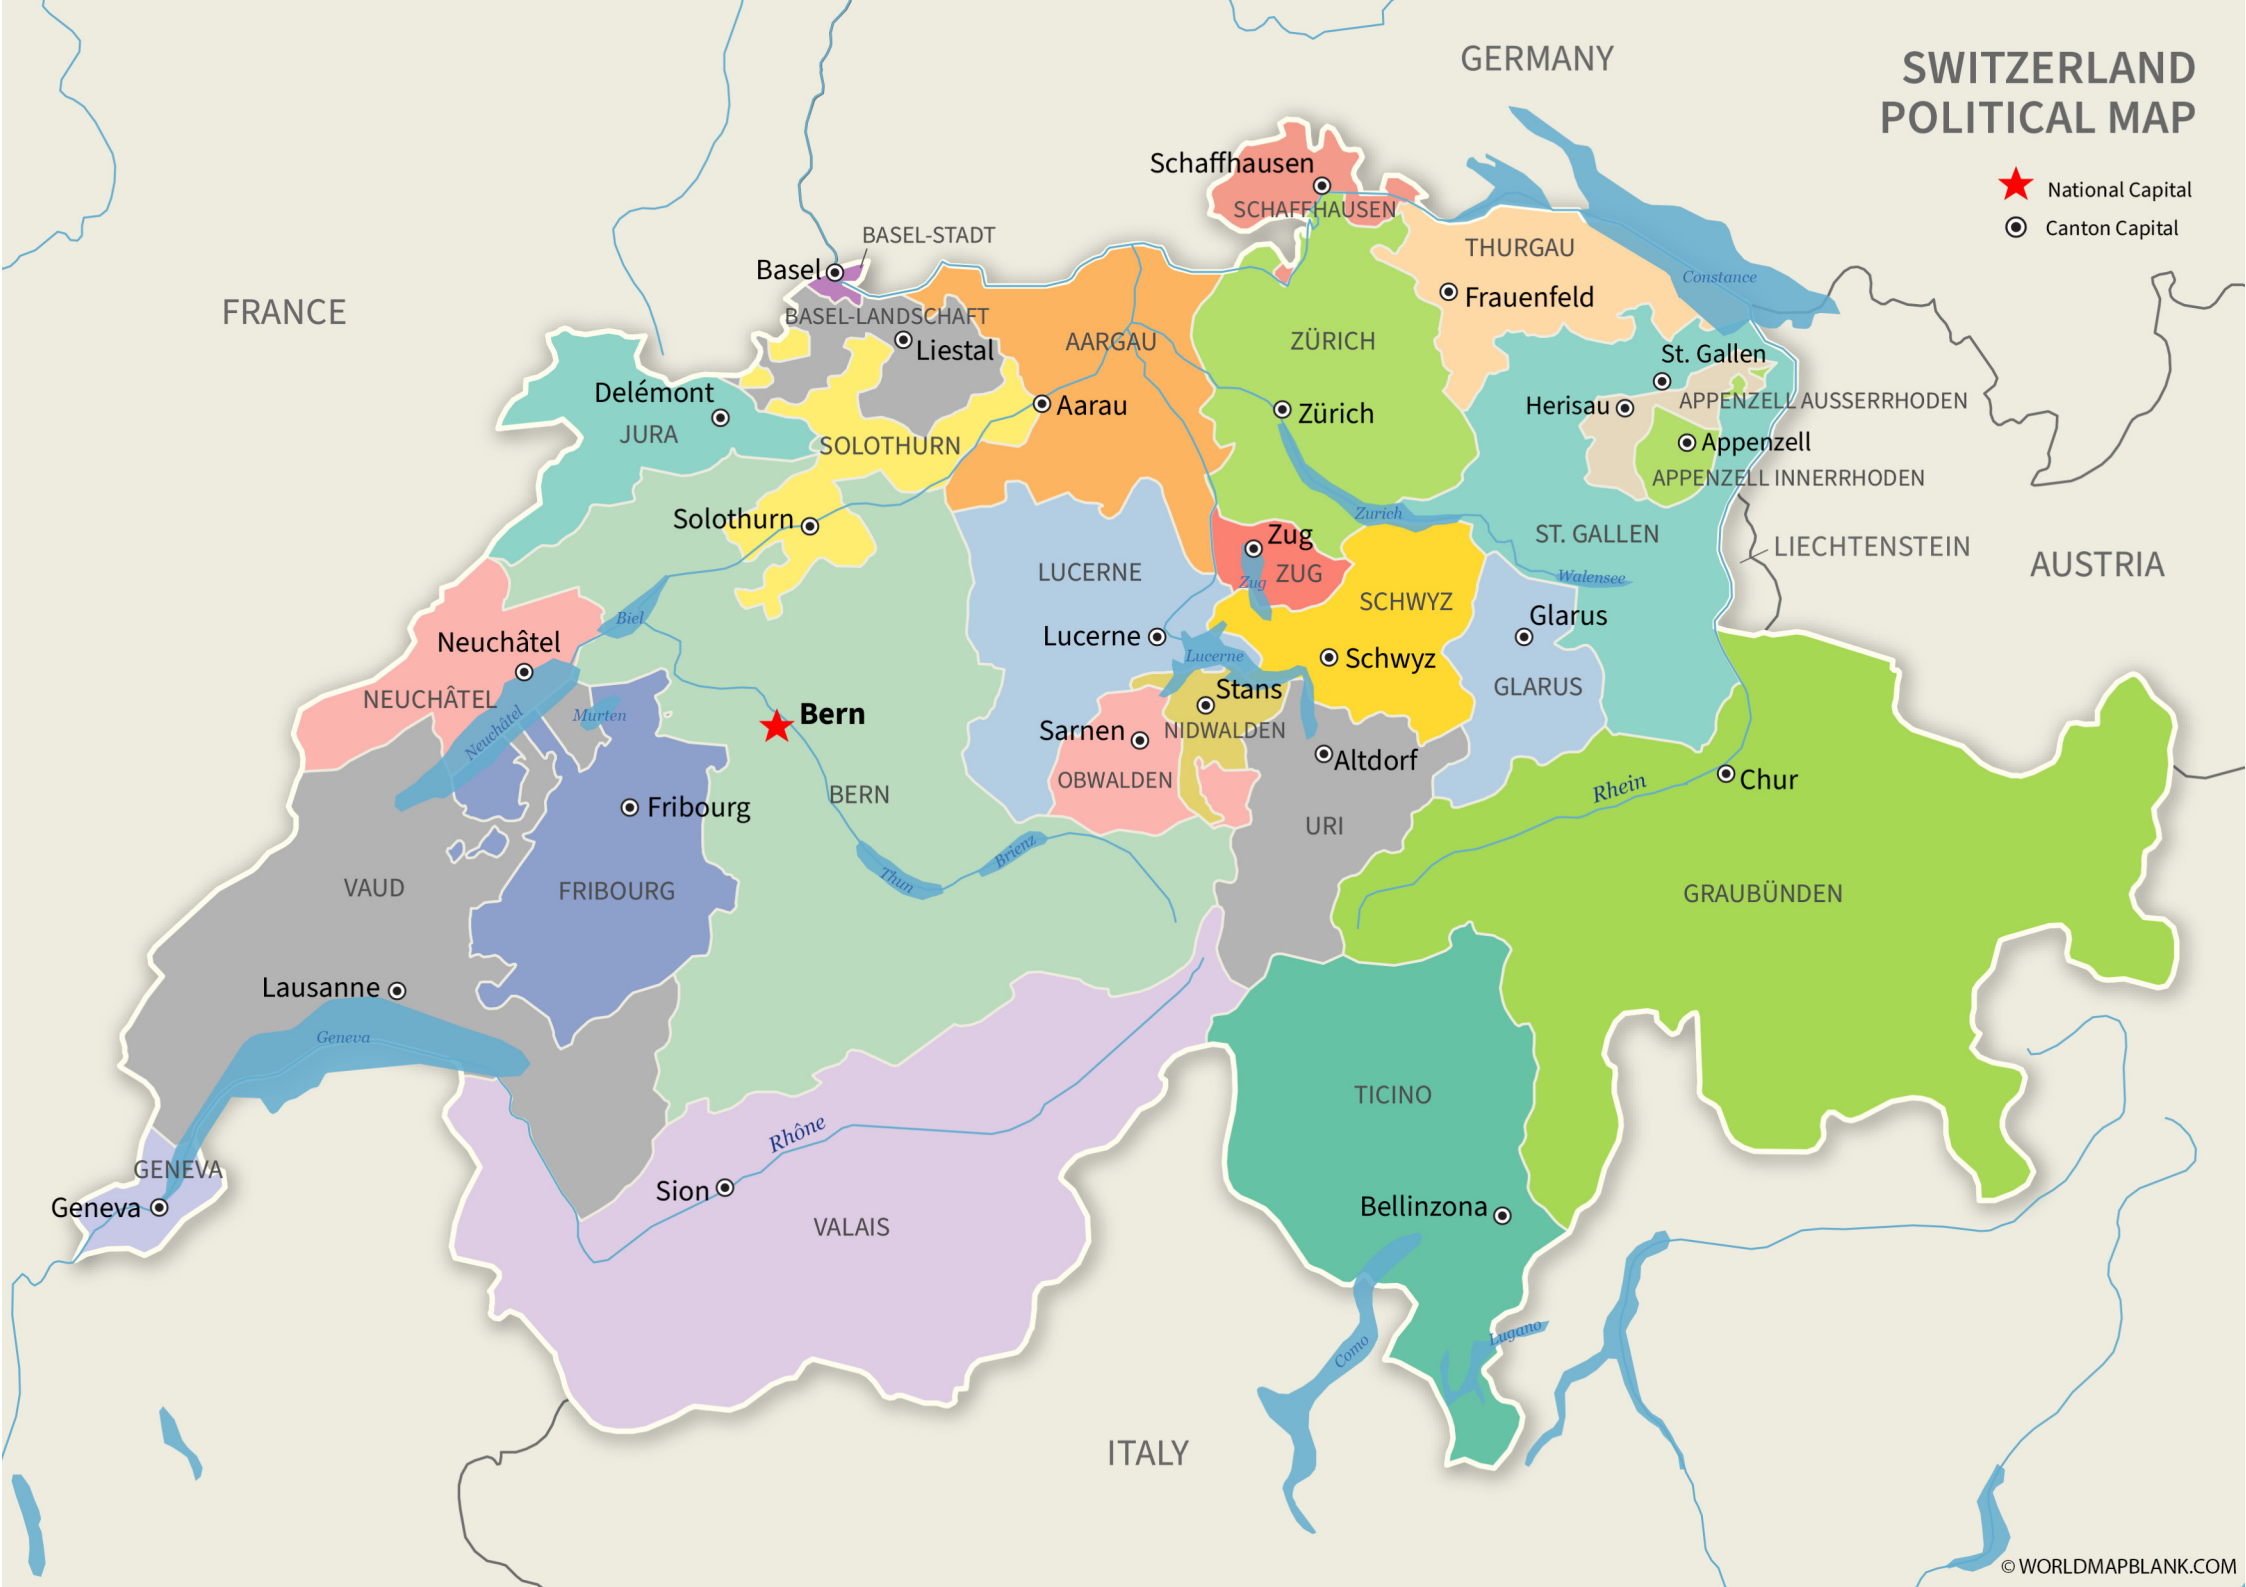 SWITZERLAND
POLITICAL MAP
National Capital
Canton Capital
GERMANY
FRANCE
AUSTRIA
LIECHTENSTEIN
ITALY
Schaffhausen
SCHAFFHAUSEN
BASEL-STADT
Basel
BASEL-LANDSCHAFT
Liestal
THURGAU
Frauenfeld
Constance
AARGAU
Aarau
ZÜRICH
Zürich
Zurich
St. Gallen
Herisau
APPENZELL AUSSERRHODEN
Appenzell
APPENZELL INNERRHODEN
ST. GALLEN
Walensee
Delémont
JURA
SOLOTHURN
Solothurn
Zug
ZUG
Zug
LUCERNE
Lucerne
Lucerne
SCHWYZ
Schwyz
Glarus
GLARUS
Biel
Neuchâtel
NEUCHÂTEL
Neuchâtel
Murten
Bern
BERN
Stans
NIDWALDEN
Sarnen
OBWALDEN
Altdorf
URI
Rhein
Chur
GRAUBÜNDEN
Fribourg
FRIBOURG
Thun
Brienz
VAUD
Lausanne
Geneva
GENEVA
Geneva
Rhône
Sion
VALAIS
TICINO
Bellinzona
Como
Lugano
© WORLDMAPBLANK.COM